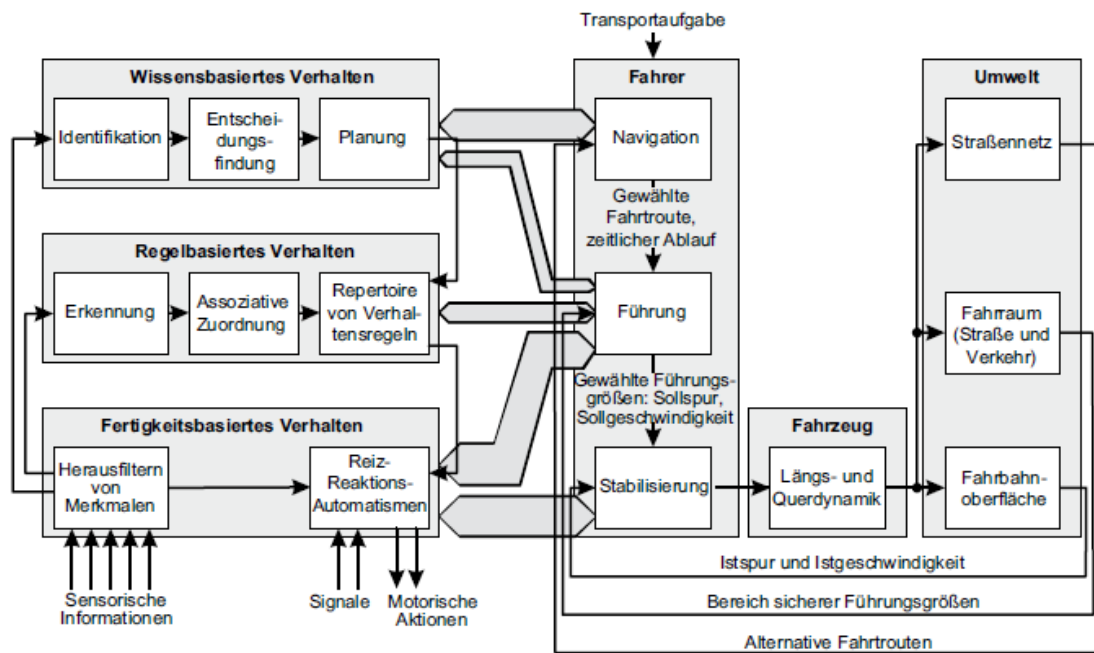 Transportaufgabe
Wissensbasiertes Verhalten
Identifikation
Entschei-
dungs-
findung
Planung
Regelbasiertes Verhalten
Erkennung
Assoziative
Zuordnung
Repertoire
von Verhal-
tensregeln
Fertigkeitsbasiertes Verhalten
Herausfiltern
von
Merkmalen
Reiz-
Reaktions-
Automatismen
Sensorische
Informationen
Signale
Motorische
Aktionen
Fahrer
Navigation
Gewählte
Fahrtroute,
zeitlicher Ablauf
Führung
Gewählte Führungs-
größen: Sollspur,
Sollgeschwindigkeit
Stabilisierung
Fahrzeug
Längs- und
Querdynamik
Umwelt
Straßennetz
Fahrraum
(Straße und
Verkehr)
Fahrbahn-
oberfläche
Istspur und Istgeschwindigkeit
Bereich sicherer Führungsgrößen
Alternative Fahrtrouten